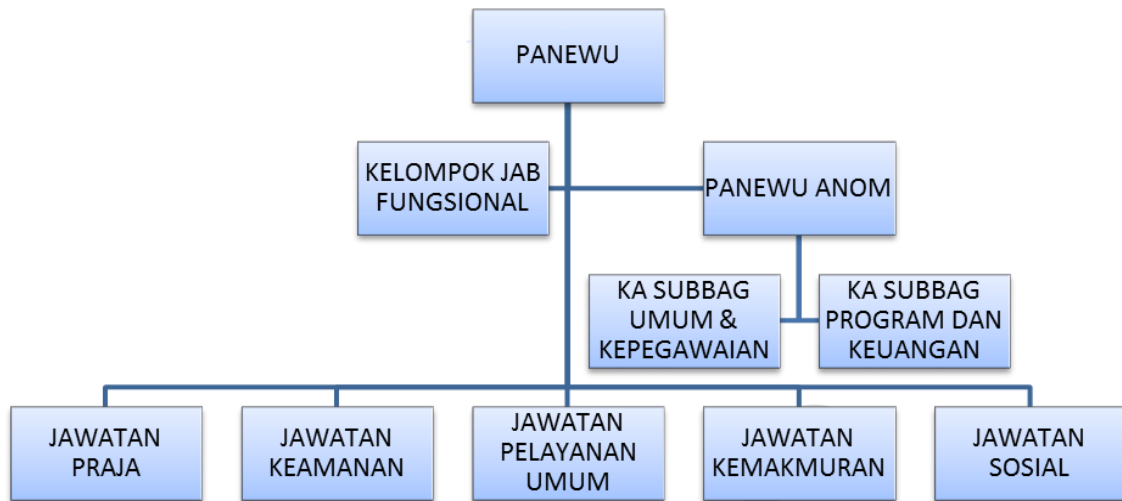 PANEWU
KELOMPOK JAB
FUNGSIONAL
PANEWU ANOM
KA SUBBAG
UMUM &
KEPEGAWAIAN
KA SUBBAG
PROGRAM DAN
KEUANGAN
JAWATAN
PRAJA
JAWATAN
KEAMANAN
JAWATAN
PELAYANAN
UMUM
JAWATAN
KEMAKMURAN
JAWATAN
SOSIAL